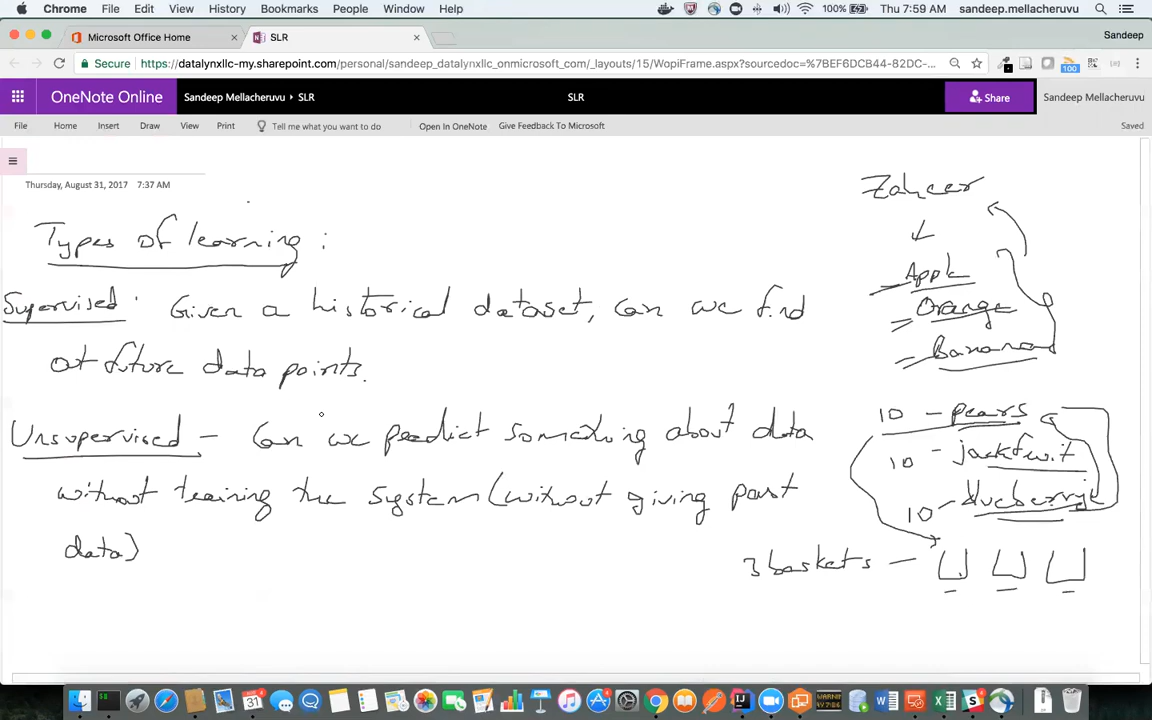 Chrome File Edit View History Bookmarks People Window Help 100% Thu 7:59 AM sandeep.mellacheruvu
Microsoft Office Home × SLR × Sandeep
Secure https://datalynxllc-my.sharepoint.com/personal/sandeep_datalynxllc_onmicrosoft_com/_layouts/15/WopiFrame.aspx?sourcedoc=%7BEF6DCB44-82DC-... 100
OneNote Online Sandeep Mellacheruvu ▸ SLR SLR Share Sandeep Mellacheruvu
File Home Insert Draw View Print Tell me what you want to do Open In OneNote Give Feedback To Microsoft Saved
Thursday, August 31, 2017 7:37 AM
Types of learning :
Supervised : Given a historical dataset, can we find
out future data points.
Unsupervised - Can we predict something about data
without training the system (without giving past
data)
Zaheer
Apple
Orange
Banana
10 - pears
10 - jackfruit
10 - blueberries
3 baskets -
31